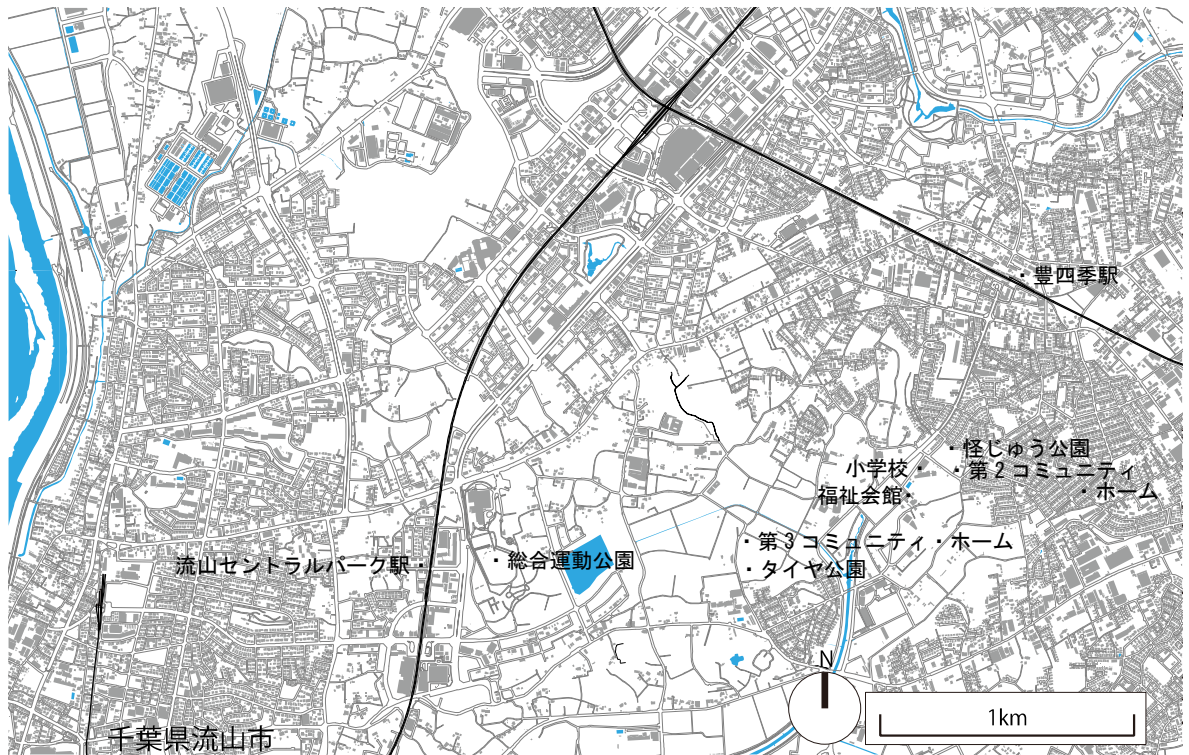 ・豊四季駅
・怪じゅう公園
小学校・
・第2コミュニティ
・ホーム
福祉会館・
・第3コミュニティ・ホーム
流山セントラルパーク駅・
・総合運動公園
・タイヤ公園
N
1km
千葉県流山市